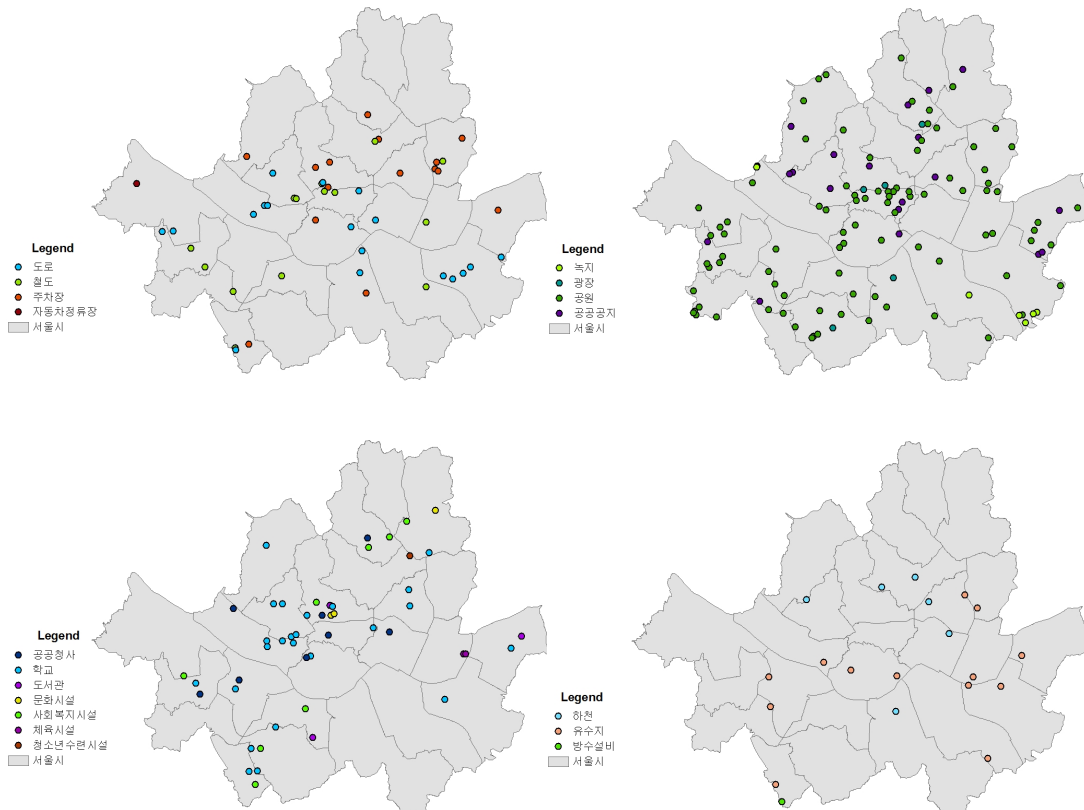 Legend
도로
철도
주차장
자동차정류장
서울시
Legend
녹지
광장
공원
공공공지
서울시
Legend
공공청사
학교
도서관
문화시설
사회복지시설
체육시설
청소년수련시설
서울시
Legend
하천
유수지
방수설비
서울시